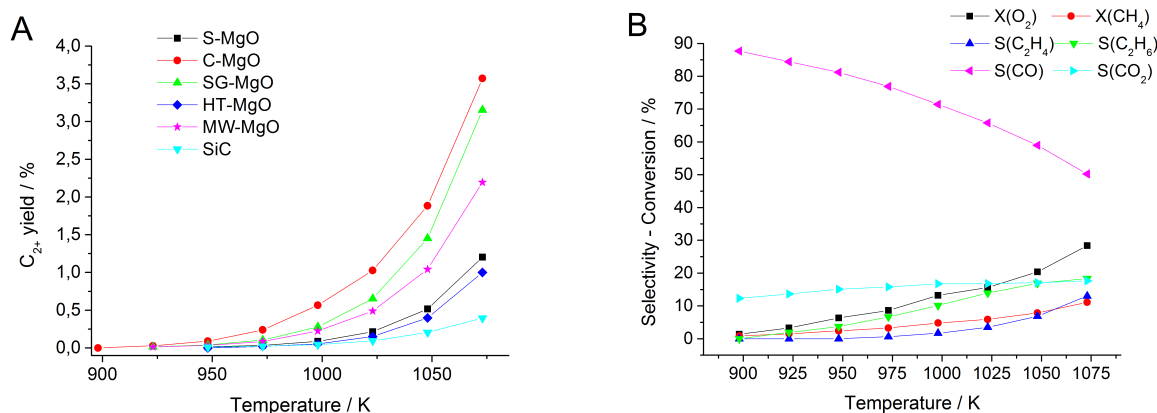 A
S-MgO
C-MgO
SG-MgO
HT-MgO
MW-MgO
SiC
4,0
3,5
3,0
2,5
2,0
1,5
1,0
0,5
0,0
C₂₊ yield / %
900 950 1000 1050
Temperature / K
B
X(O₂) X(CH₄)
S(C₂H₄) S(C₂H₆)
S(CO) S(CO₂)
90
80
70
60
50
40
30
20
10
0
Selectivity - Conversion / %
900 925 950 975 1000 1025 1050 1075
Temperature / K